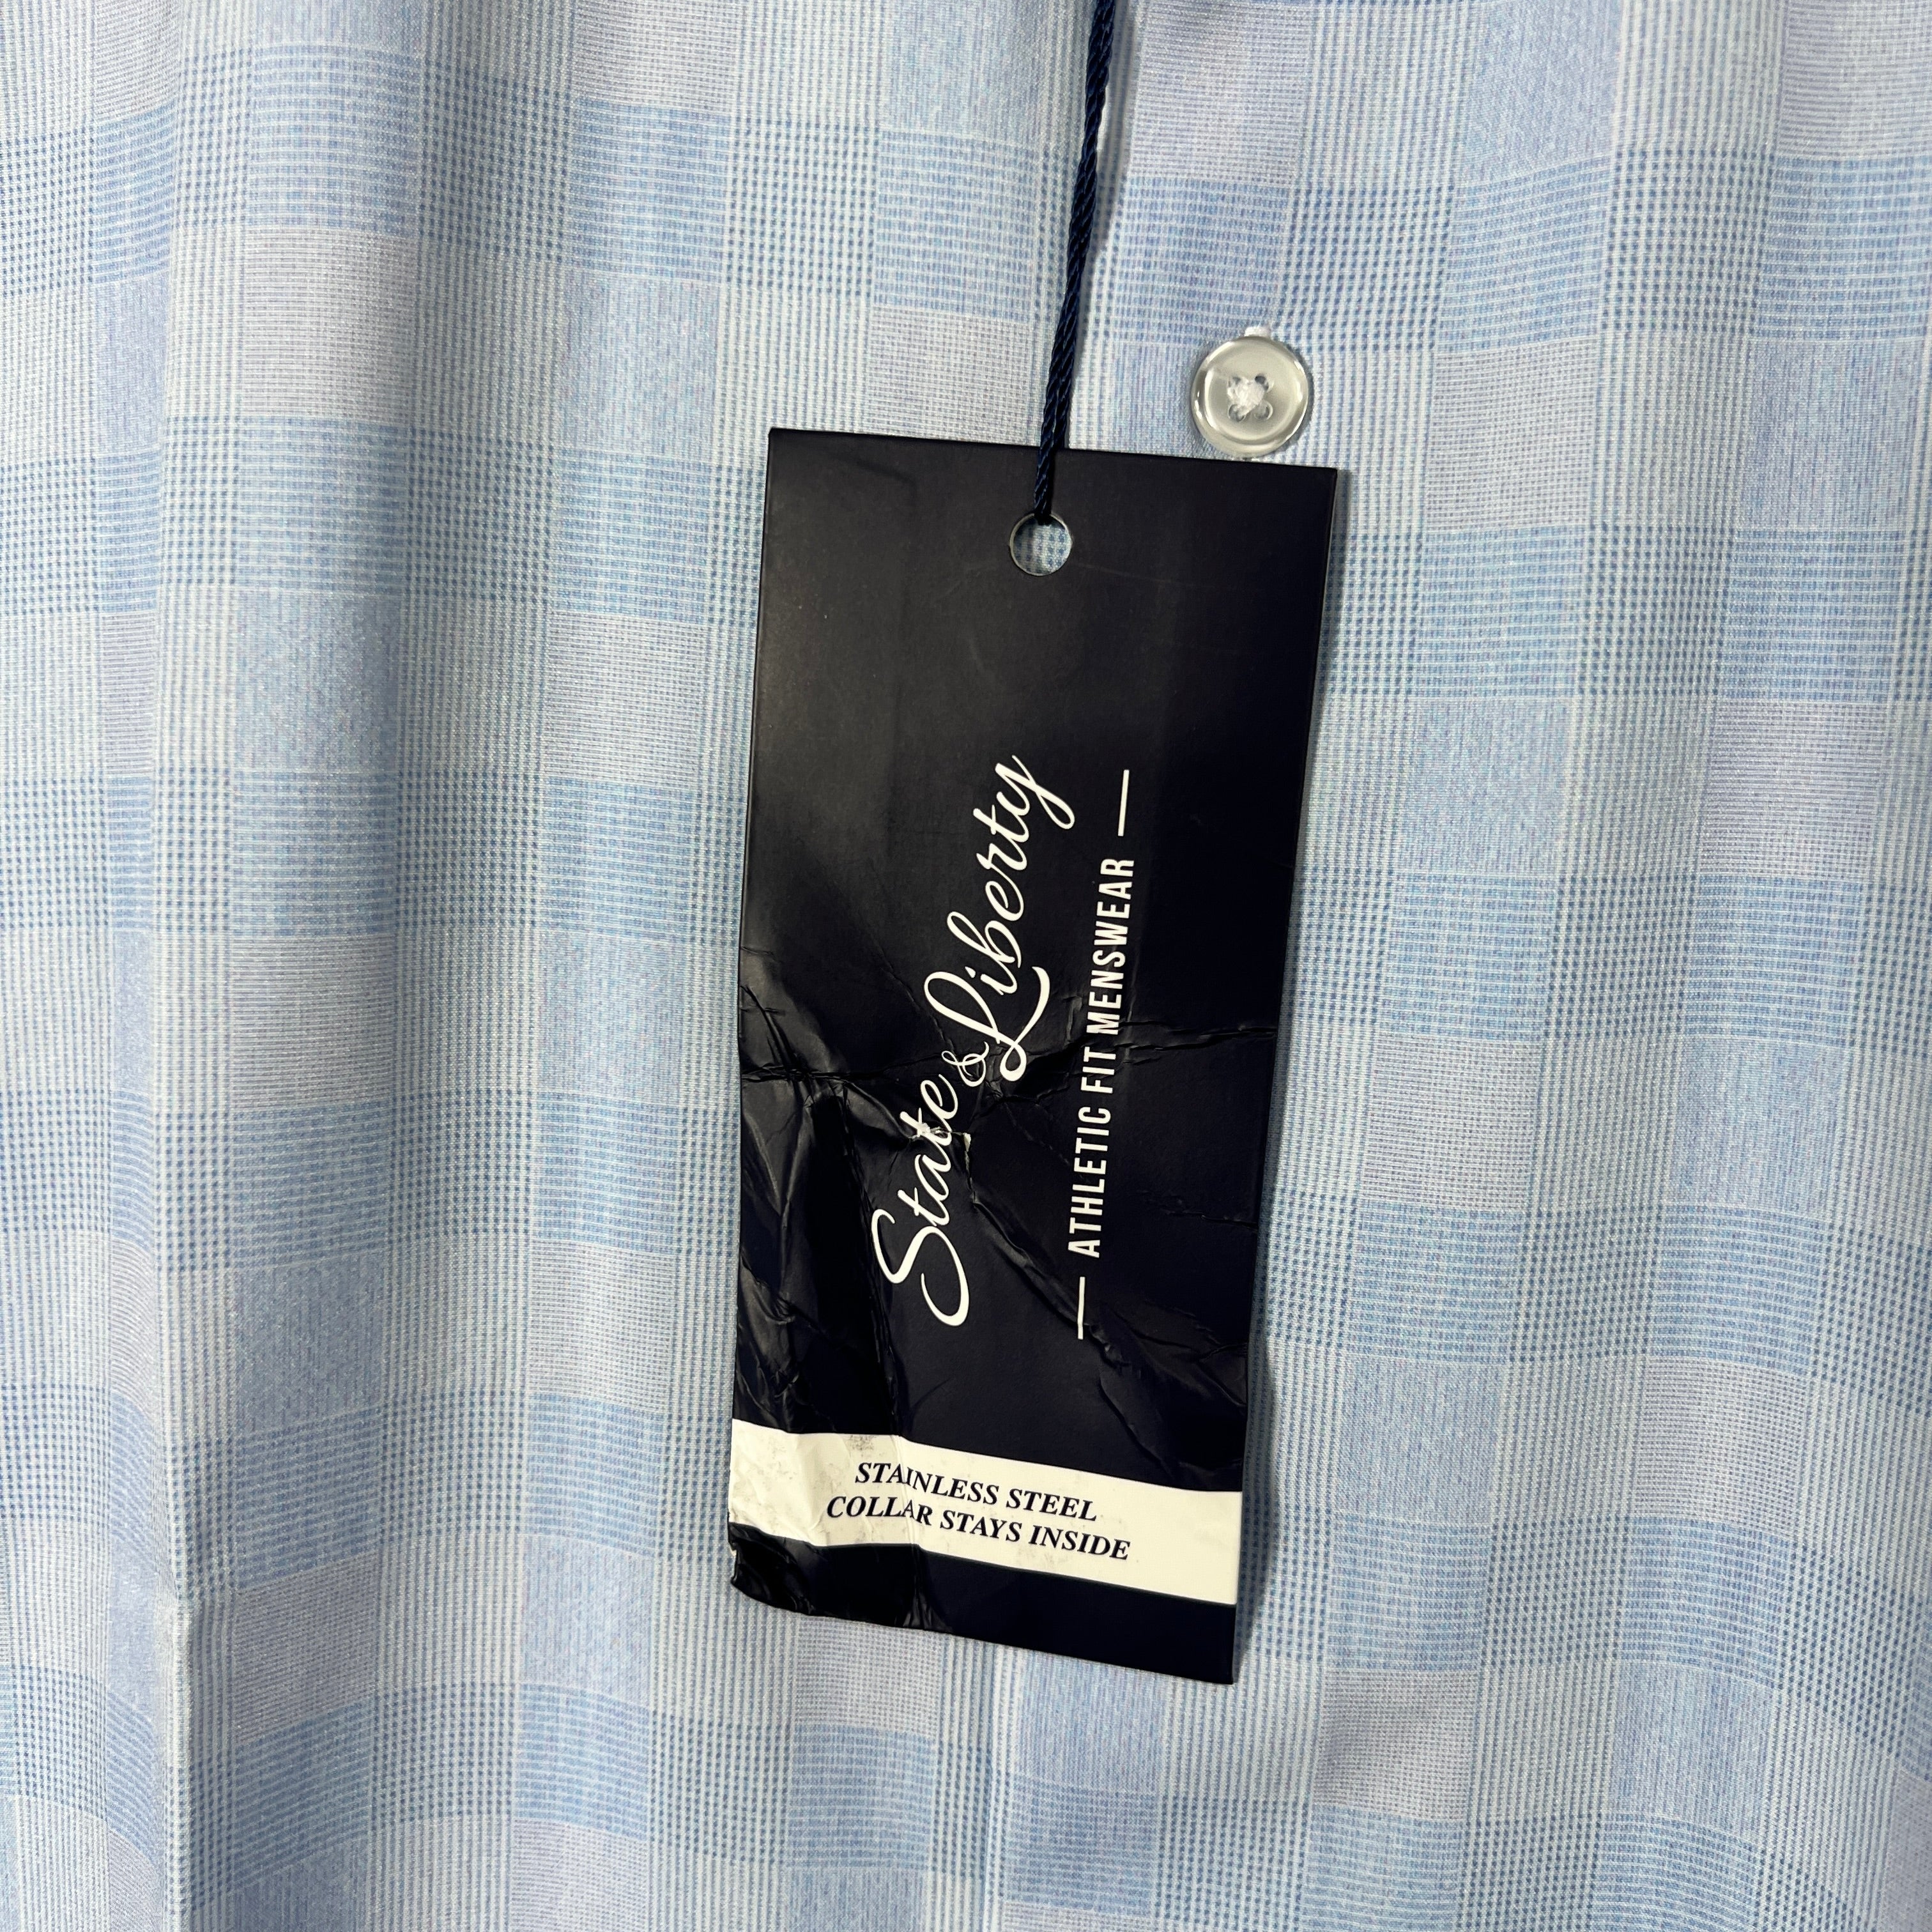 State & Liberty
ATHLETIC FIT MENSWEAR
STAINLESS STEEL
COLLAR STAYS INSIDE